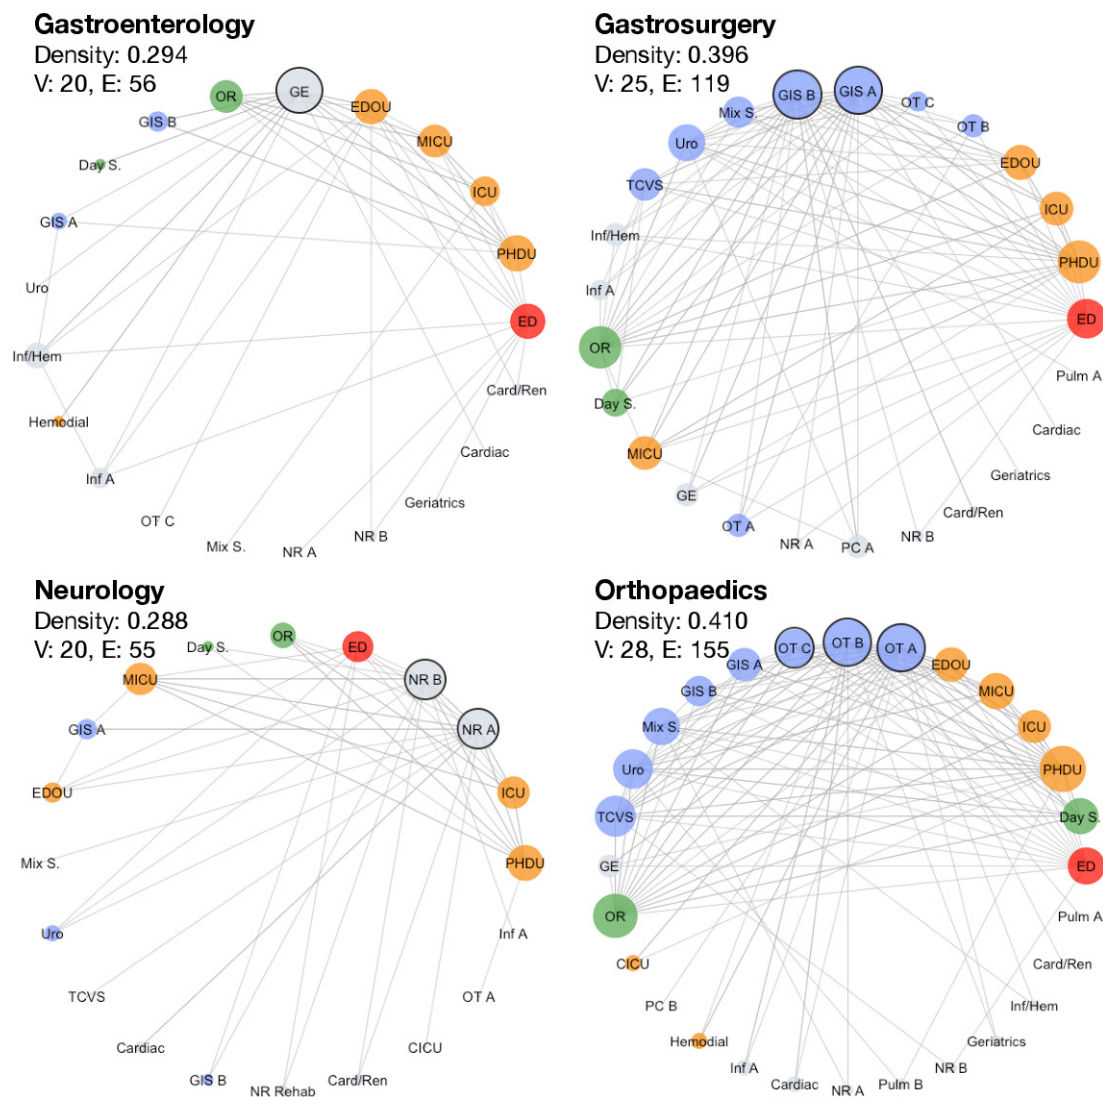 Gastroenterology
Density: 0.294
V: 20, E: 56
GE
OR
EDOU
GIS B
MICU
Day S.
ICU
GIS A
PHDU
Uro
ED
Inf/Hem
Card/Ren
Hemodial
Cardiac
Inf A
Geriatrics
OT C
NR B
Mix S.
NR A
Gastrosurgery
Density: 0.396
V: 25, E: 119
GIS B
GIS A
OT C
Mix S.
OT B
Uro
EDOU
TCVS
ICU
Inf/Hem
PHDU
Inf A
ED
OR
Pulm A
Day S.
Cardiac
MICU
Geriatrics
GE
Card/Ren
OT A
NR B
NR A
PC A
Neurology
Density: 0.288
V: 20, E: 55
Day S.
OR
ED
MICU
NR B
GIS A
NR A
EDOU
ICU
Mix S.
PHDU
Uro
Inf A
TCVS
OT A
Cardiac
CICU
GIS B
NR Rehab
Card/Ren
Orthopaedics
Density: 0.410
V: 28, E: 155
OT C
OT B
OT A
GIS A
EDOU
GIS B
MICU
Mix S.
ICU
Uro
PHDU
TCVS
Day S.
GE
ED
OR
Pulm A
CICU
Card/Ren
PC B
Inf/Hem
Hemodial
Geriatrics
Inf A
NR B
Cardiac
NR A
Pulm B